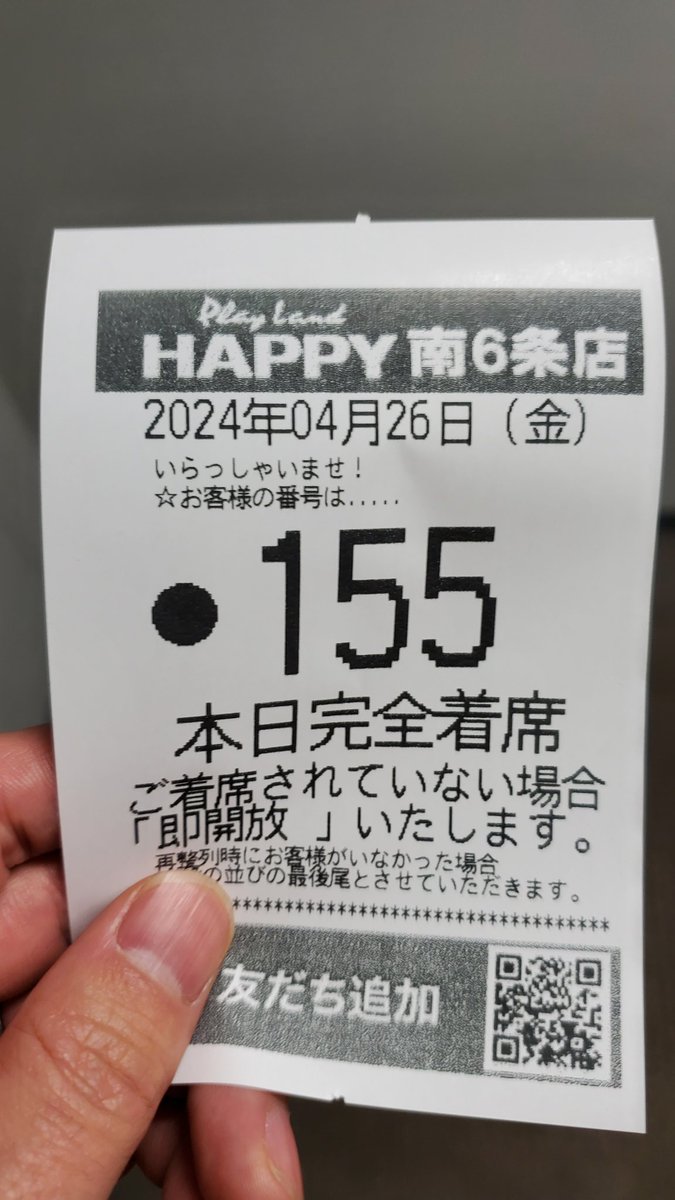 Play Land
HAPPY 南6条店
2024年04月26日（金）
いらっしゃいませ！
☆お客様の番号は.....
●155
本日完全着席
ご着席されていない場合
「即開放 」いたします。
再整列時にお客様がいなかった場合
の並びの最後尾とさせていただきます。
*************************************
友だち追加